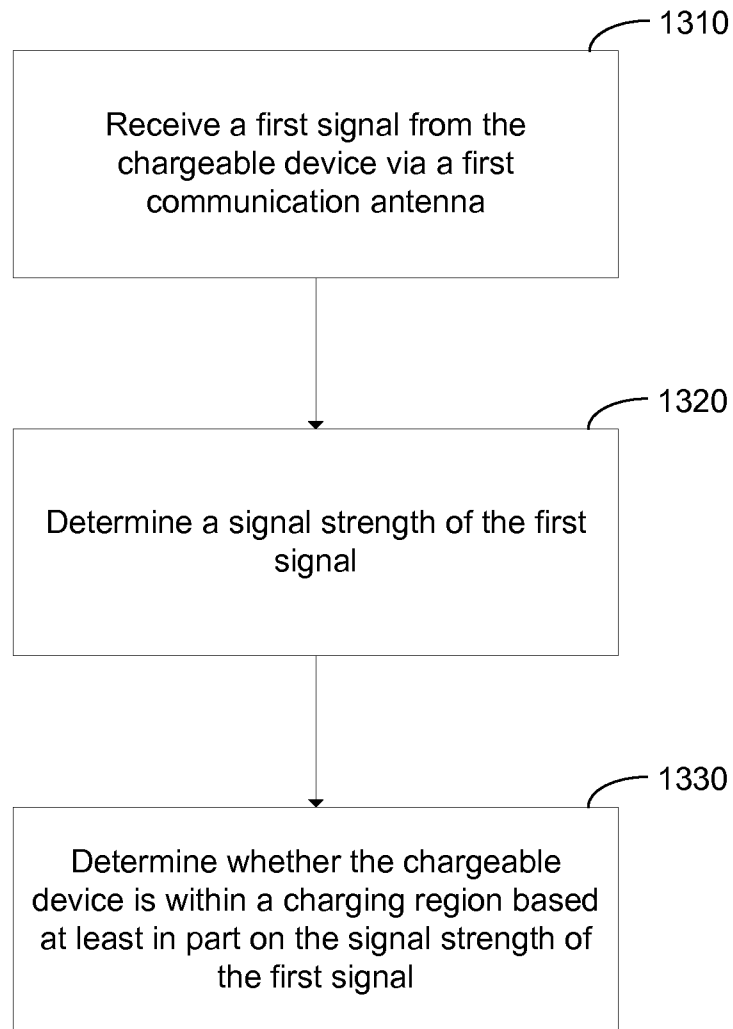 1310
Receive a first signal from the
chargeable device via a first
communication antenna
1320
Determine a signal strength of the first
signal
1330
Determine whether the chargeable
device is within a charging region based
at least in part on the signal strength of
the first signal